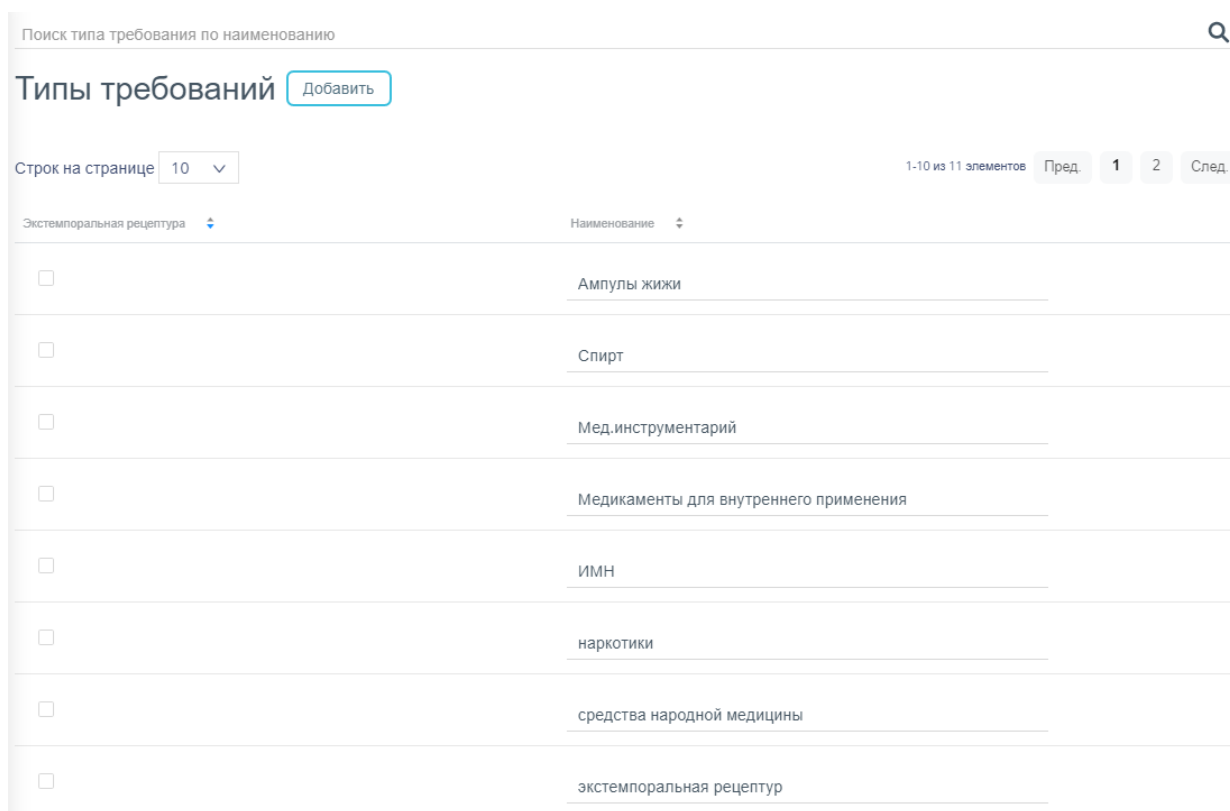 Поиск типа требования по наименованию
Типы требований Добавить
Строк на странице 10 1-10 из 11 элементов Пред. 1 2 След.
Экстемпоральная рецептура Наименование
Ампулы жижи
Спирт
Мед.инструментарий
Медикаменты для внутреннего применения
ИМН
наркотики
средства народной медицины
экстемпоральная рецептур